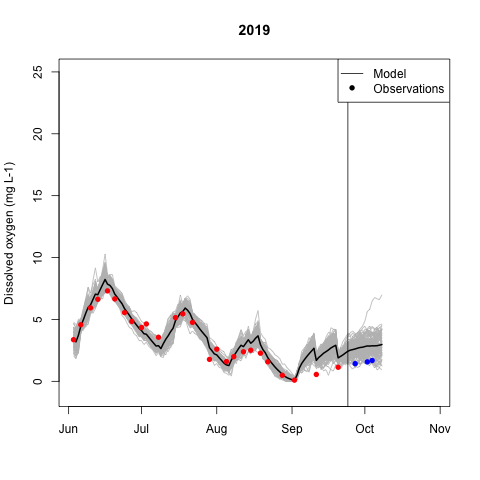 2019
Model
Observations
Dissolved oxygen (mg L-1)
25
20
15
10
5
0
Jun Jul Aug Sep Oct Nov